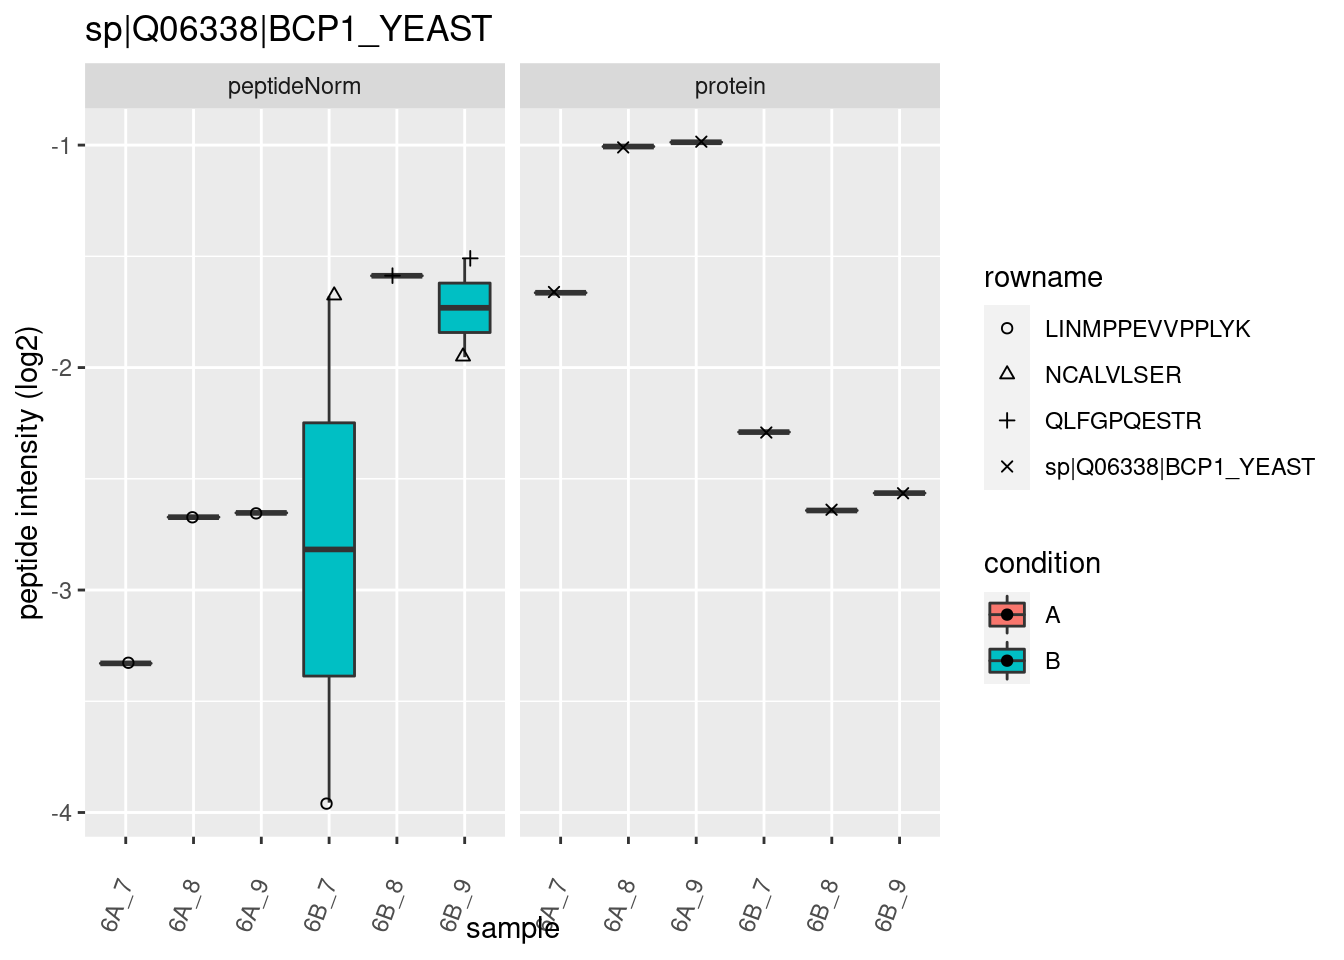 sp|Q06338|BCP1_YEAST
peptideNorm
protein
peptide intensity (log2)
-1
-2
-3
-4
6A_7
6A_8
6A_9
6B_7
6B_8
6B_9
6A_7
6A_8
6A_9
6B_7
6B_8
6B_9
sample
rowname
LINMPPEVVPPLYK
NCALVLSER
QLFGPQESTR
sp|Q06338|BCP1_YEAST
condition
A
B